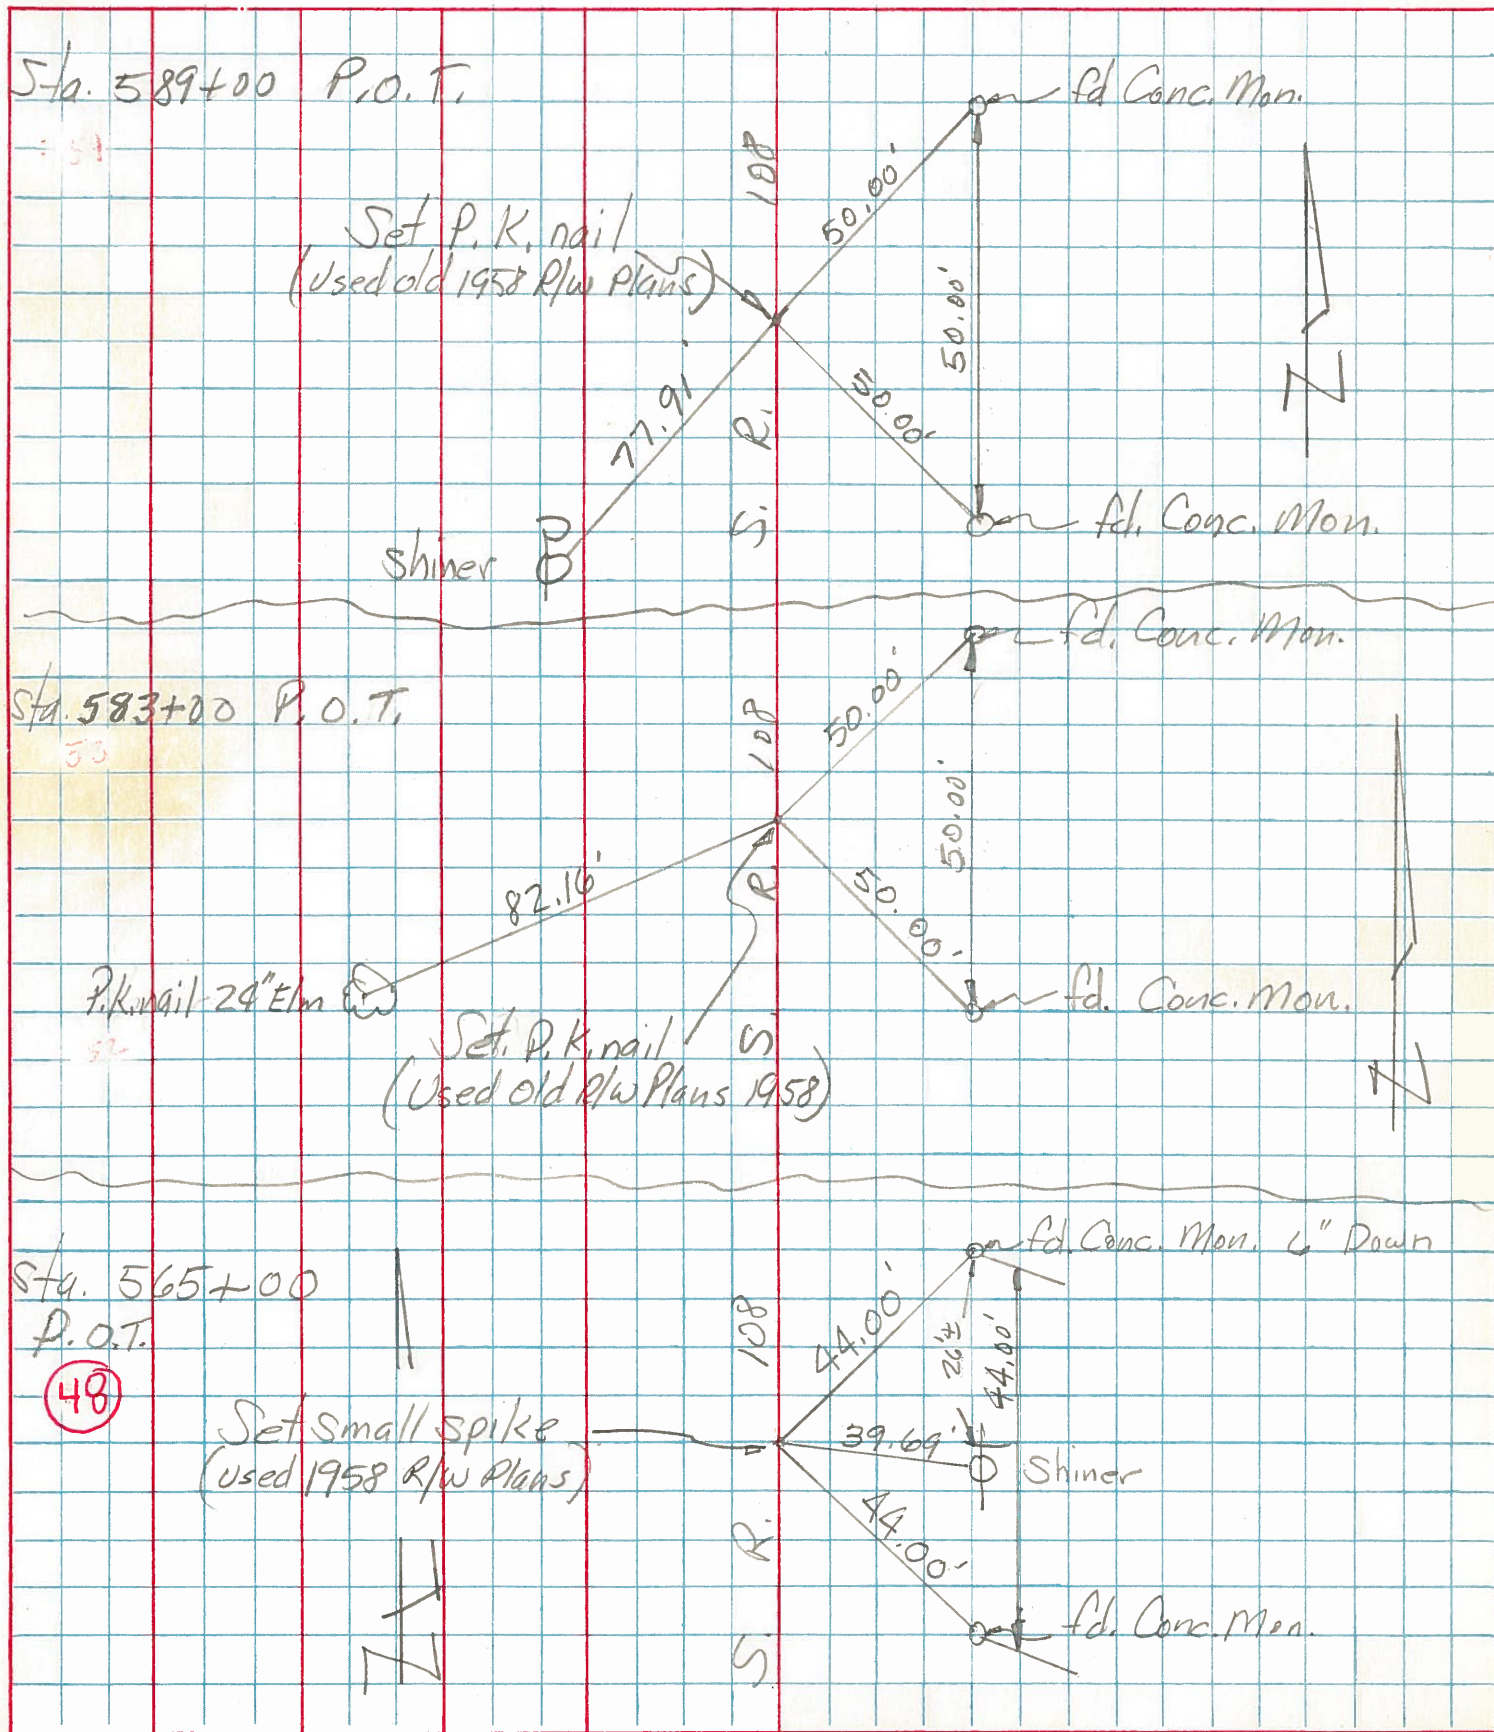 Sta. 589+00 P.O.T.
fd Conc. Mon.
108
50.00'
Set P.K. nail
(Used old 1958 R/W Plans)
50.00'
50.00'
77.91'
S. R.
fd. Conc. Mon.
Shiner
fd. Conc. Mon.
Sta. 583+00 P.O.T.
53
108
50.00'
50.00'
82.16'
R.
50.00'
P.K. nail 24" Elm
fd. Conc. Mon.
Set. P.K. nail
S.
(Used Old R/W Plans 1958)
fd. Conc. Mon. 6" Down
Sta. 565+00
P.O.T.
108
44.00'
26'±
44.00'
48
Set small spike
39.69'
(used 1958 R/W Plans)
Shiner
44.00'
S. R.
fd. Conc. Mon.
N
N
N